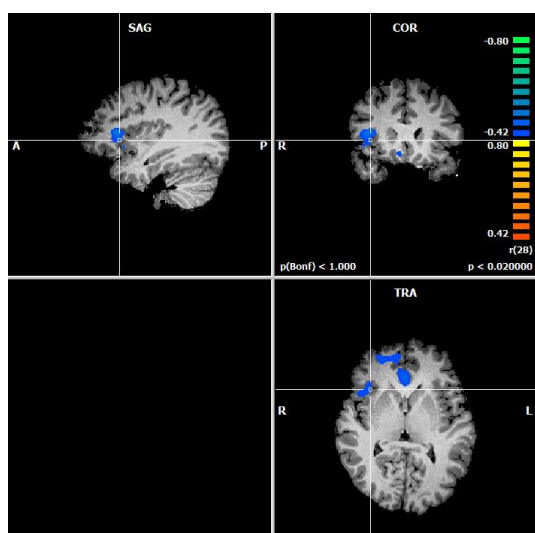 SAG
A
P
COR
R
-0.80
-0.42
0.80
0.42
r(28)
p(Bonf) < 1.000
p < 0.020000
TRA
R
L